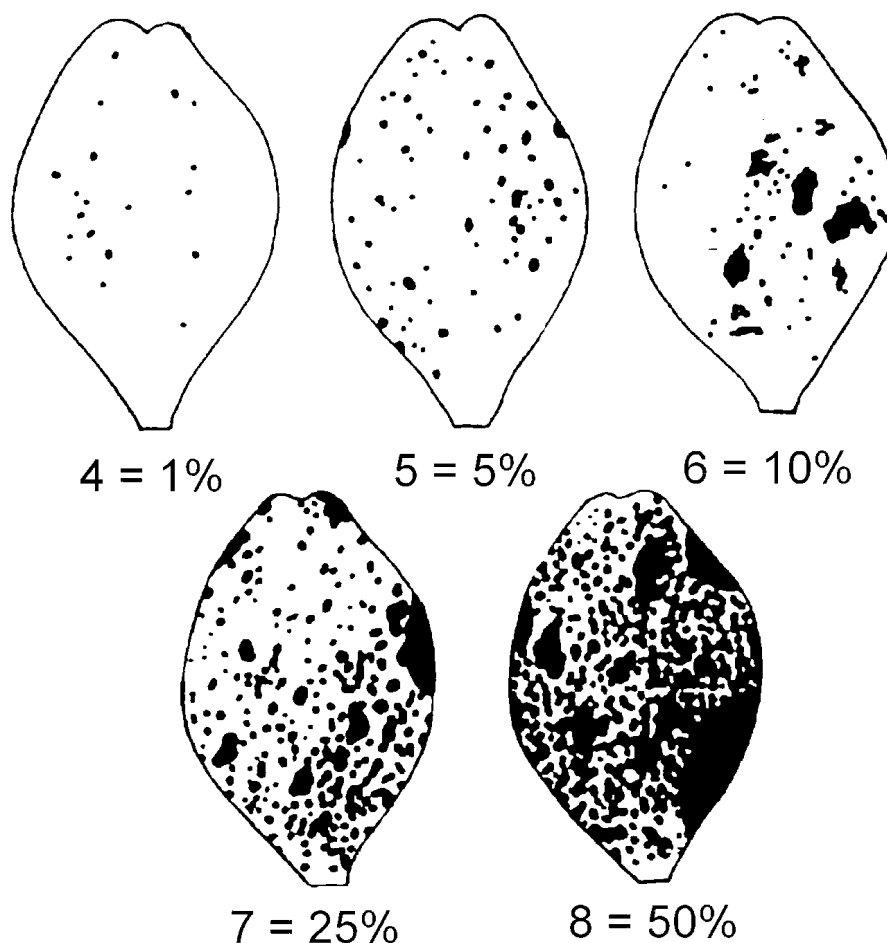 4 = 1%
5 = 5%
6 = 10%
7 = 25%
8 = 50%